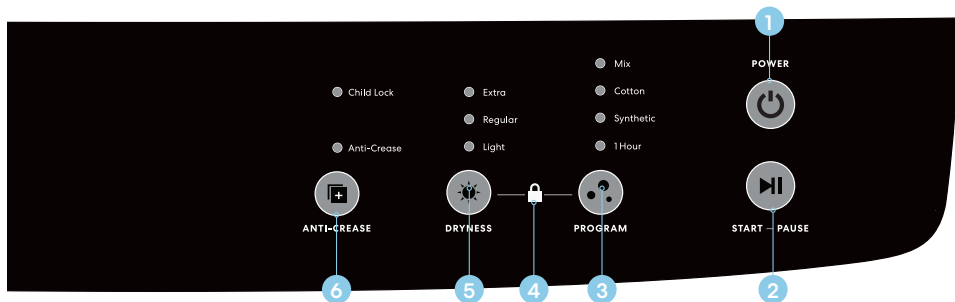 1
POWER
Mix
Child Lock
Extra
Cotton
Regular
Synthetic
Anti-Crease
Light
1 Hour
ANTI-CREASE
DRYNESS
PROGRAM
START – PAUSE
6
5
4
3
2